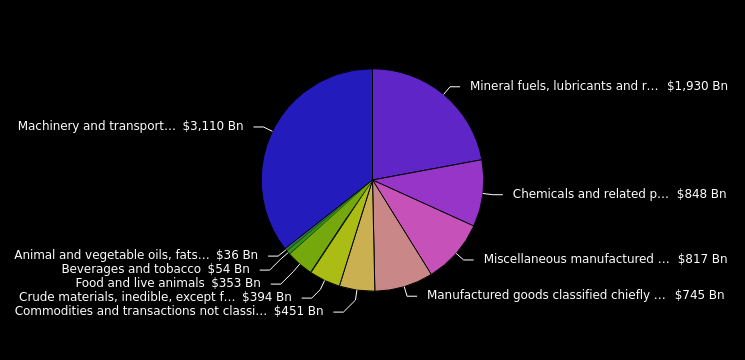 Mineral fuels, lubricants and r... $1,930 Bn
Machinery and transport... $3,110 Bn
Chemicals and related p... $848 Bn
Animal and vegetable oils, fats... $36 Bn
Miscellaneous manufactured ... $817 Bn
Beverages and tobacco $54 Bn
Food and live animals $353 Bn
Manufactured goods classified chiefly ... $745 Bn
Crude materials, inedible, except f... $394 Bn
Commodities and transactions not classi... $451 Bn